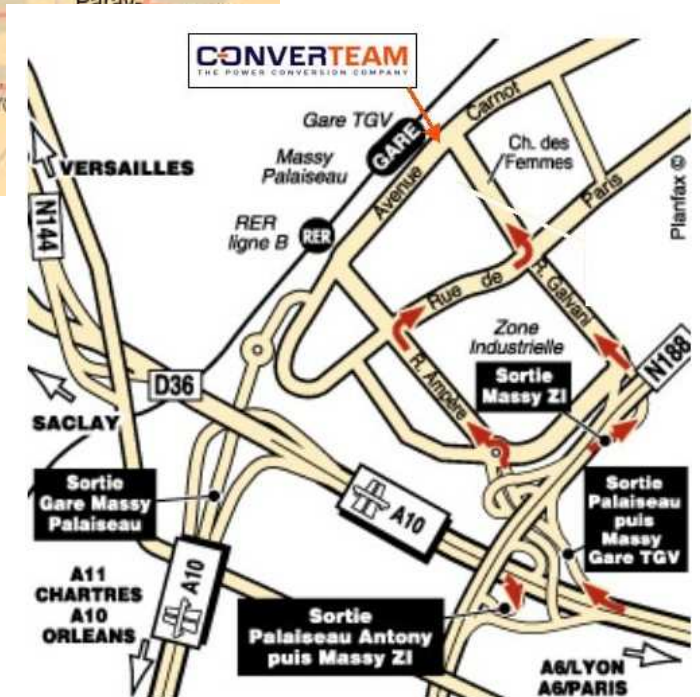 CONVERTEAM
THE POWER CONVERSION COMPANY
Gare TGV
GARE
Carnot
Massy
Palaiseau
Avenue
Ch. des
Femmes
VERSAILLES
Paris
Planfax ©
N144
RER
ligne B
RER
Rue de
R. Galvani
Zone
Industrielle
N188
D36
Sortie
Massy ZI
R. Ampère
SACLAY
Sortie
Gare Massy
Palaiseau
A10
Sortie
Palaiseau
puis
Massy
Gare TGV
A10
A11
CHARTRES
A10
ORLEANS
Sortie
Palaiseau Antony
puis Massy ZI
A6/LYON
A6/PARIS